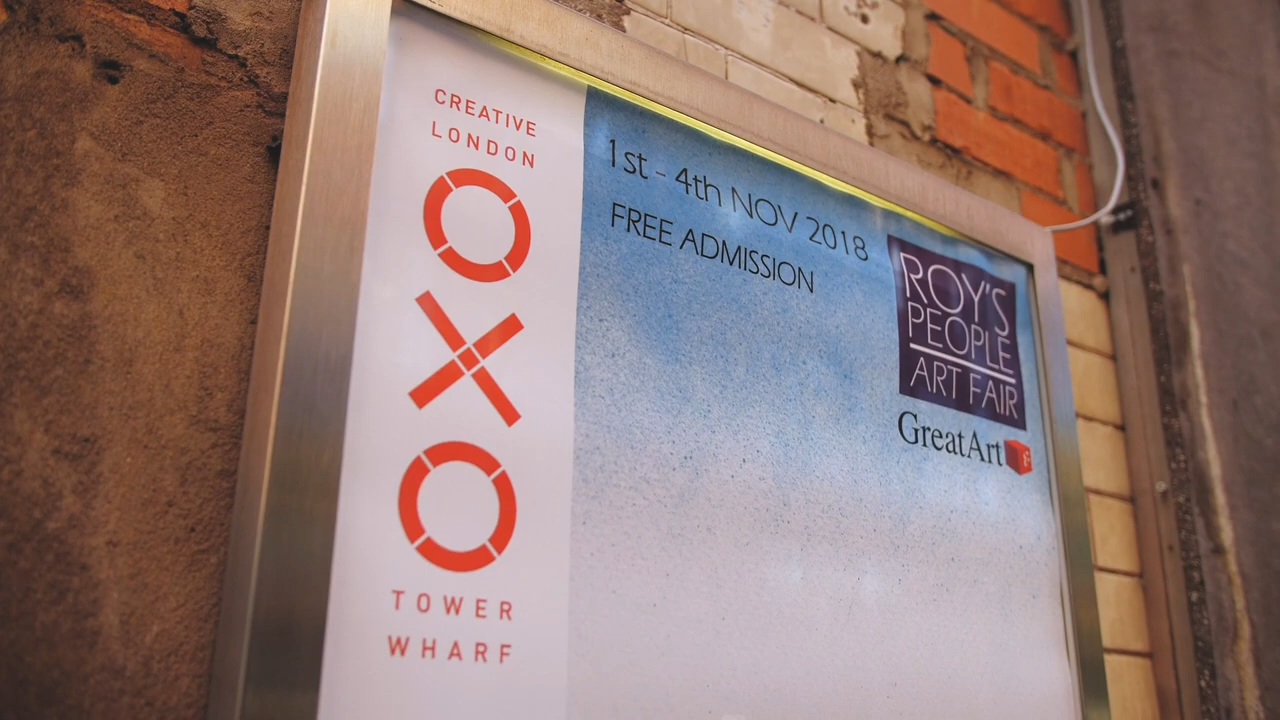 CREATIVE
LONDON
OXO
TOWER
WHARF
1st - 4th NOV 2018
FREE ADMISSION
ROY'S
PEOPLE
ART FAIR
GreatArt